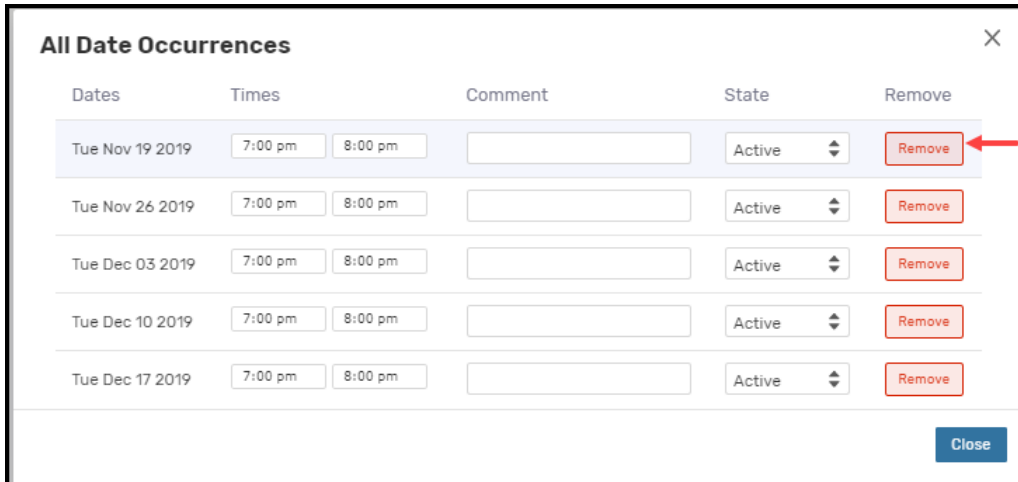 All Date Occurrences
Dates Times Comment State Remove
Tue Nov 19 2019 7:00 pm 8:00 pm Active Remove
Tue Nov 26 2019 7:00 pm 8:00 pm Active Remove
Tue Dec 03 2019 7:00 pm 8:00 pm Active Remove
Tue Dec 10 2019 7:00 pm 8:00 pm Active Remove
Tue Dec 17 2019 7:00 pm 8:00 pm Active Remove
Close